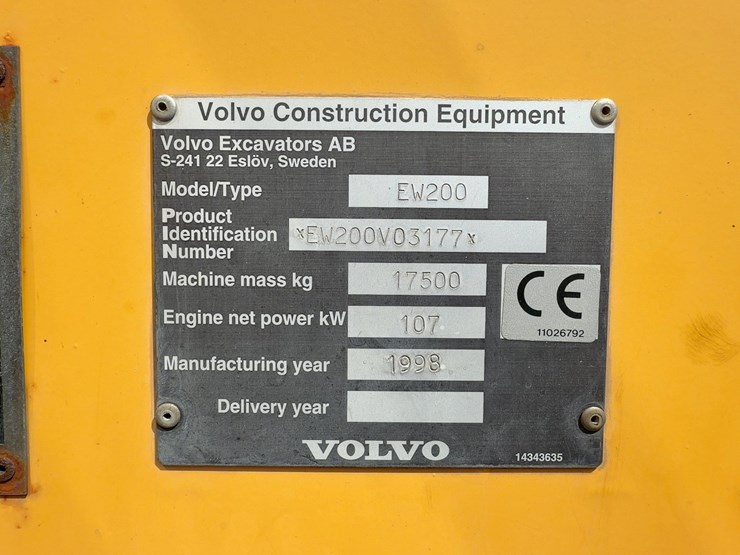 Volvo Construction Equipment
Volvo Excavators AB
S-241 22 Eslöv, Sweden
Model/Type EW200
Product
Identification *EW200V03177*
Number
Machine mass kg 17500
CE
11026792
Engine net power kW 107
Manufacturing year 1998
Delivery year
VOLVO
14343635